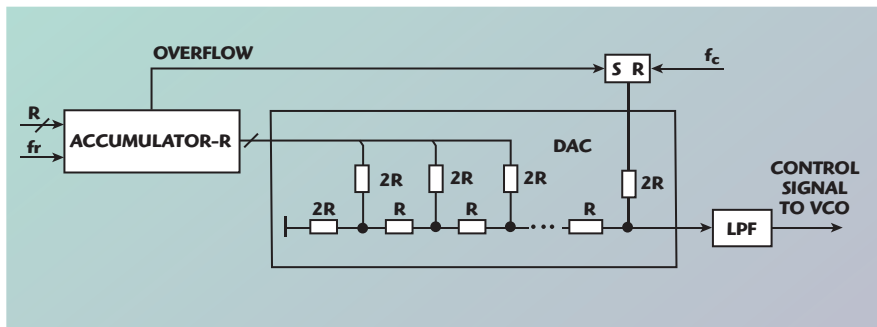 OVERFLOW
S R
fc
R
fr
ACCUMULATOR-R
DAC
2R
2R
2R
2R
2R
R
R
R
LPF
CONTROL
SIGNAL
TO VCO